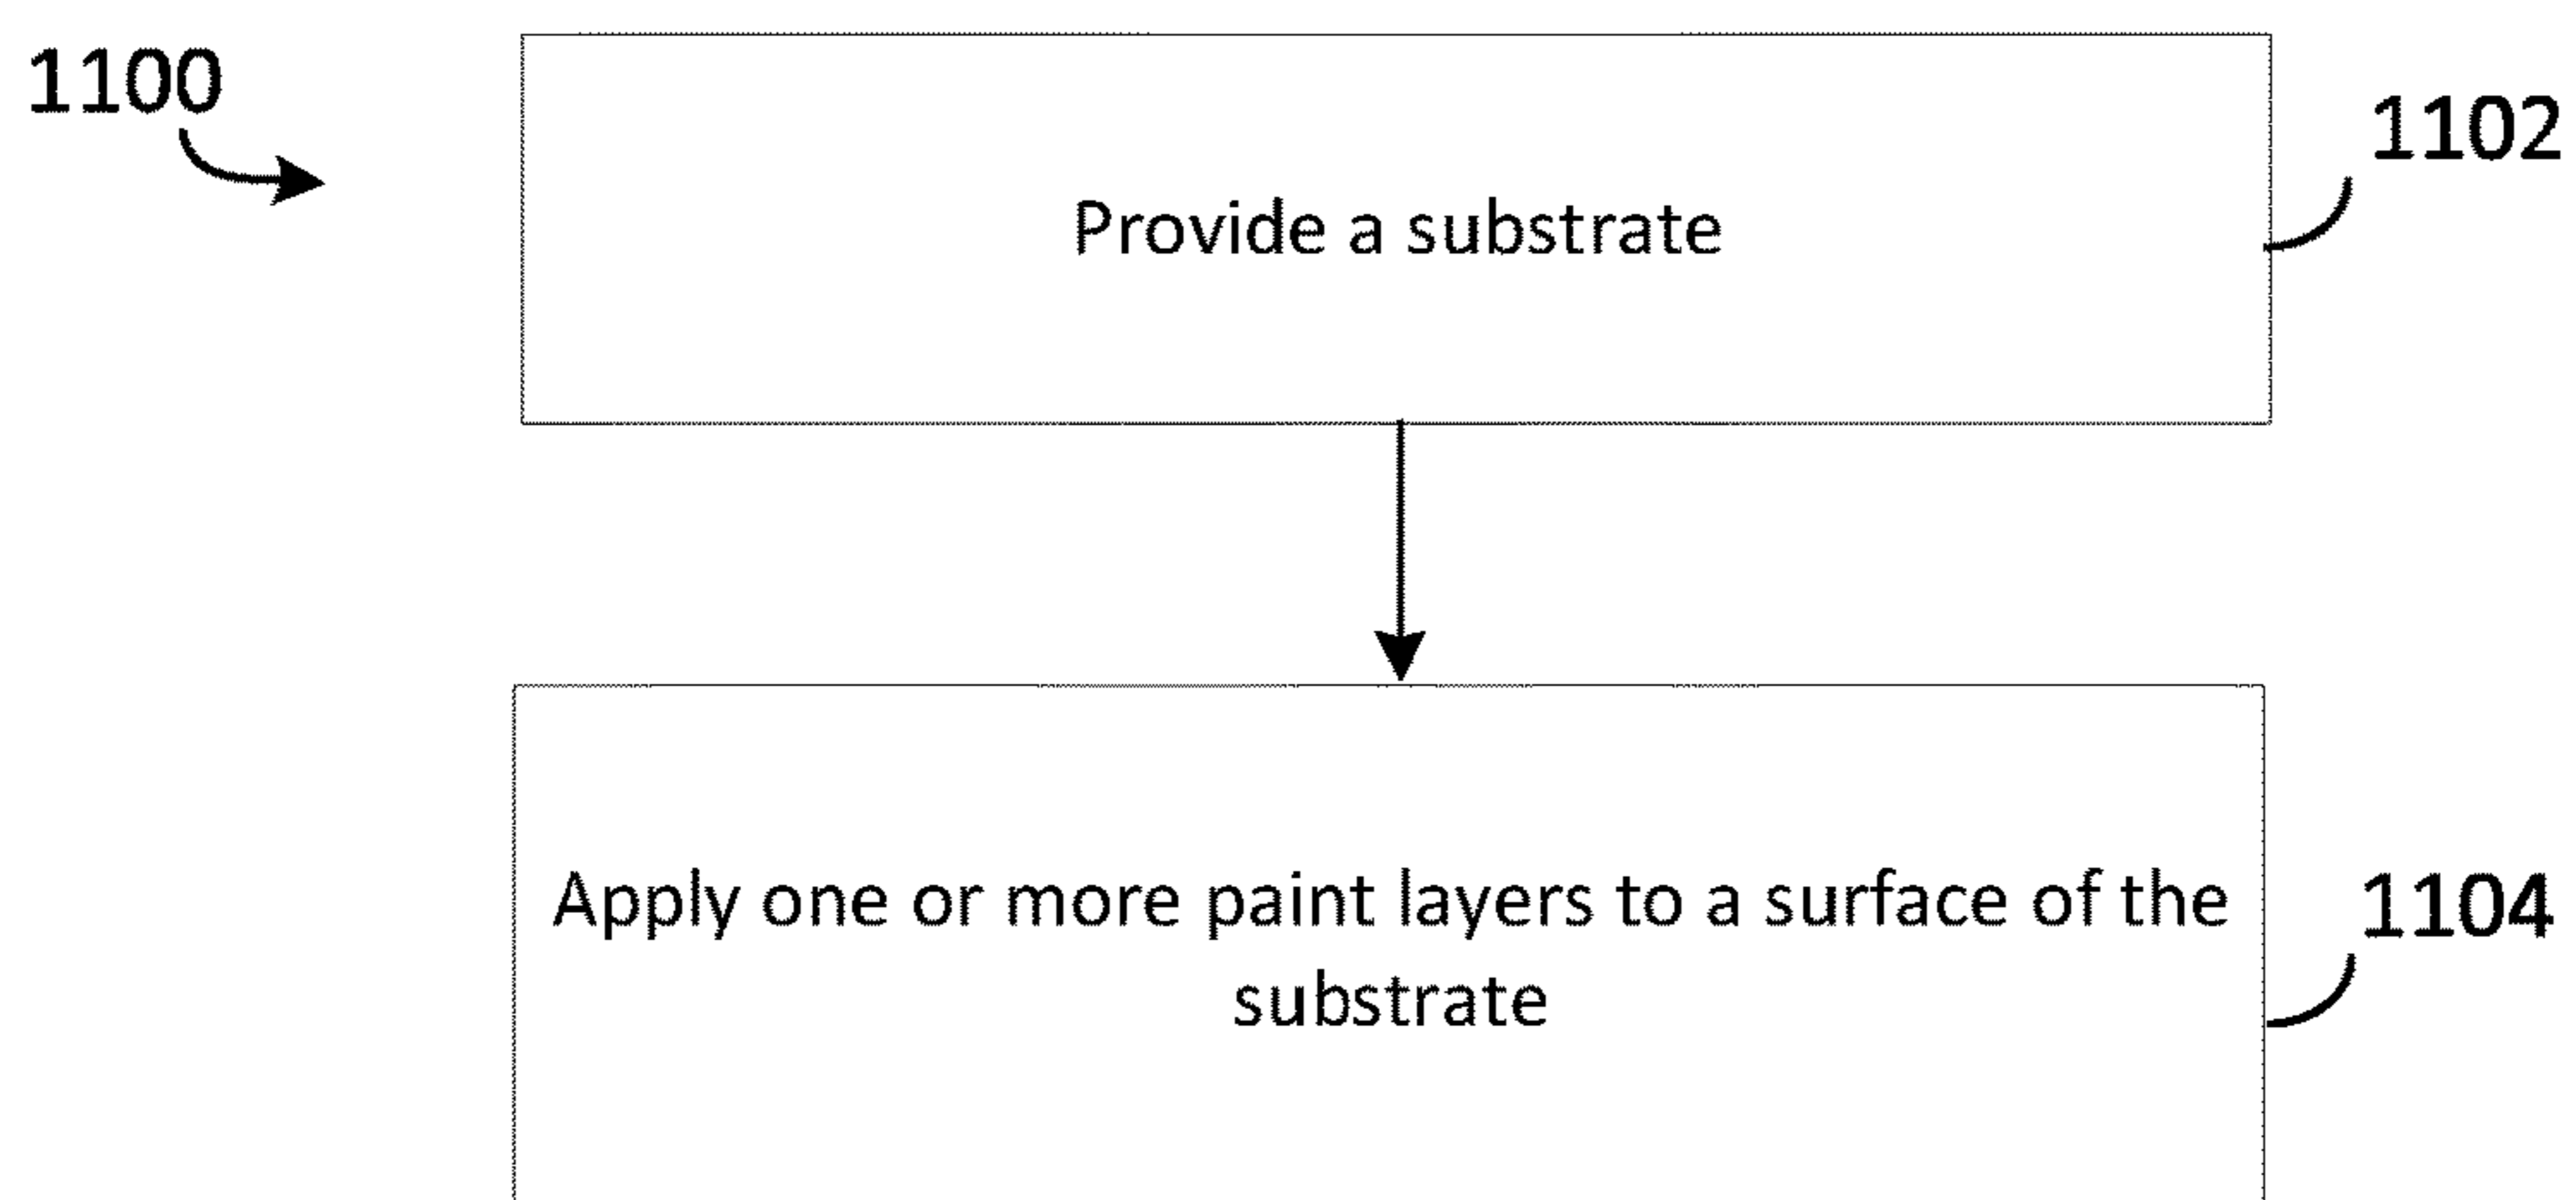 1100
1102
Provide a substrate
Apply one or more paint layers to a surface of the
substrate
1104